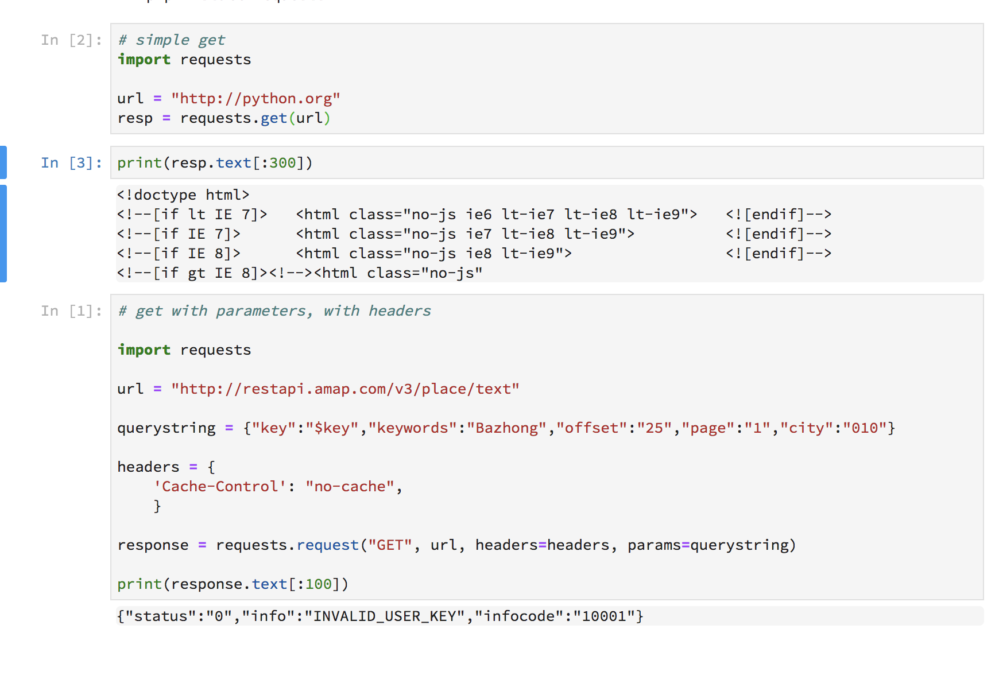 In [2]:
# simple get
import requests
url = "http://python.org"
resp = requests.get(url)
In [3]:
print(resp.text[:300])
<!doctype html>
<!--[if lt IE 7]>   <html class="no-js ie6 lt-ie7 lt-ie8 lt-ie9">   <![endif]-->
<!--[if IE 7]>      <html class="no-js ie7 lt-ie8 lt-ie9">          <![endif]-->
<!--[if IE 8]>      <html class="no-js ie8 lt-ie9">                 <![endif]-->
<!--[if gt IE 8]><!--><html class="no-js"
In [1]:
# get with parameters, with headers
import requests
url = "http://restapi.amap.com/v3/place/text"
querystring = {"key":"$key","keywords":"Bazhong","offset":"25","page":"1","city":"010"}
headers = {
    'Cache-Control': "no-cache",
    }
response = requests.request("GET", url, headers=headers, params=querystring)
print(response.text[:100])
{"status":"0","info":"INVALID_USER_KEY","infocode":"10001"}